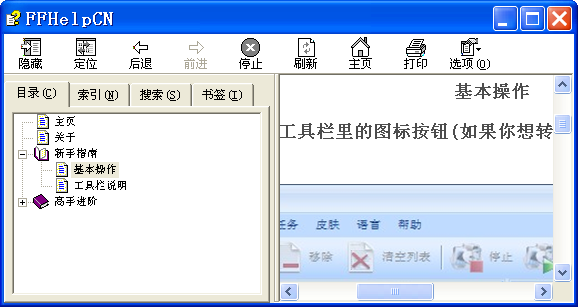 FFHelpCN
隐藏 定位 后退 前进 停止 刷新 主页 打印 选项(O)
目录(C) 索引(N) 搜索(S) 书签(I)
主页
关于
新手指南
基本操作
工具栏说明
高手进阶
基本操作
工具栏里的图标按钮(如果你想转
任务 皮肤 语言 帮助
移除 清空列表 停止